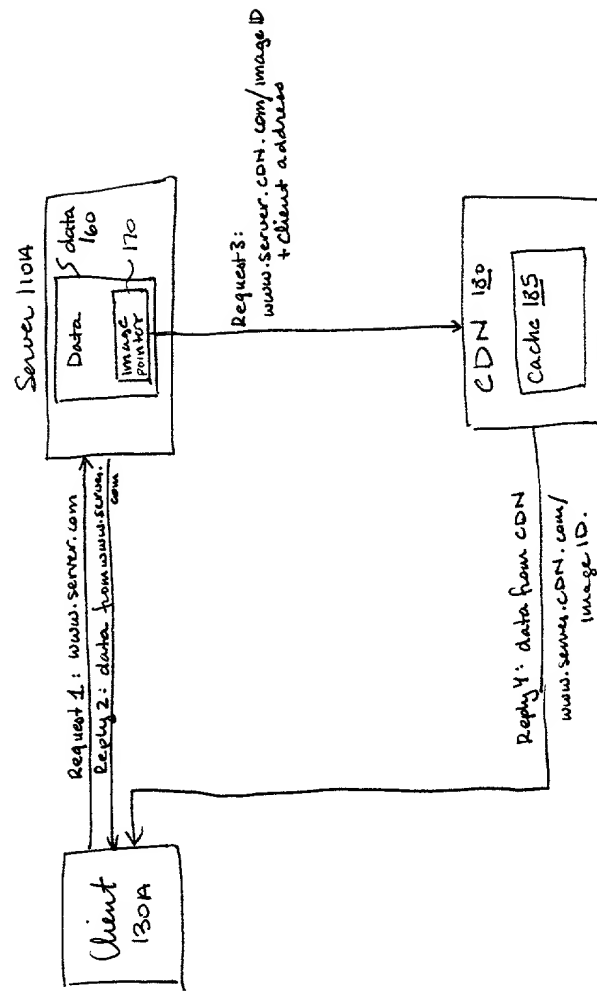 Server 110A
Data
data
160
image
pointer
170
Request 1: www.server.com
Reply 2: data from www.server.
com
Client
130A
Request 3:
www.server.CDN.com/image ID
+ Client address
CDN 180
Cache 185
Reply 4: data from CDN
www.server.CDN.com/
image ID.